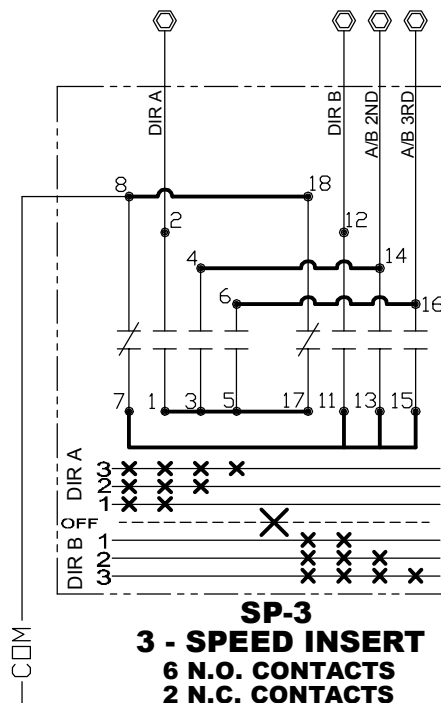 DIR A
DIR B
A/B 2ND
A/B 3RD
8
18
2
12
4
14
6
16
7
1
3
5
17
11
13
15
DIR A
3
2
1
OFF
DIR B
1
2
3
COM
SP-3
3 - SPEED INSERT
6 N.O. CONTACTS
2 N.C. CONTACTS